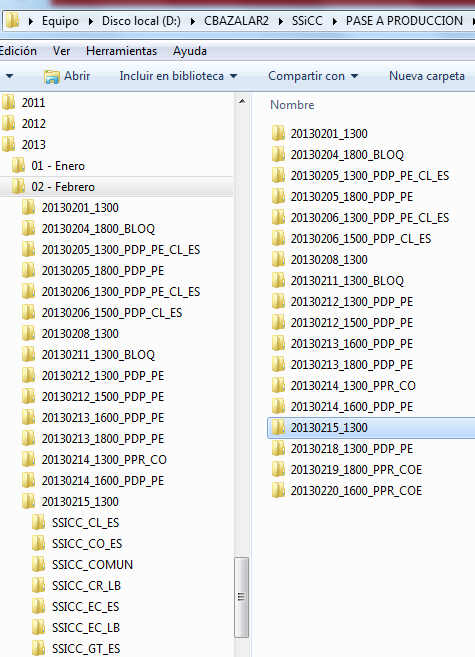 Equipo Disco local (D:) CBAZALAR2 SSiCC PASE A PRODUCCION
Edición Ver Herramientas Ayuda
Abrir Incluir en biblioteca Compartir con Nueva carpeta
2011
2012
2013
01 - Enero
02 - Febrero
20130201_1300
20130204_1800_BLOQ
20130205_1300_PDP_PE_CL_ES
20130205_1800_PDP_PE
20130206_1300_PDP_PE_CL_ES
20130206_1500_PDP_CL_ES
20130208_1300
20130211_1300_BLOQ
20130212_1300_PDP_PE
20130212_1500_PDP_PE
20130213_1600_PDP_PE
20130213_1800_PDP_PE
20130214_1300_PPR_CO
20130214_1600_PDP_PE
20130215_1300
SSICC_CL_ES
SSICC_CO_ES
SSICC_COMUN
SSICC_CR_LB
SSICC_EC_ES
SSICC_EC_LB
SSICC_GT_ES
Nombre
20130201_1300
20130204_1800_BLOQ
20130205_1300_PDP_PE_CL_ES
20130205_1800_PDP_PE
20130206_1300_PDP_PE_CL_ES
20130206_1500_PDP_CL_ES
20130208_1300
20130211_1300_BLOQ
20130212_1300_PDP_PE
20130212_1500_PDP_PE
20130213_1600_PDP_PE
20130213_1800_PDP_PE
20130214_1300_PPR_CO
20130214_1600_PDP_PE
20130215_1300
20130218_1300_PDP_PE
20130219_1800_PPR_COE
20130220_1600_PPR_COE